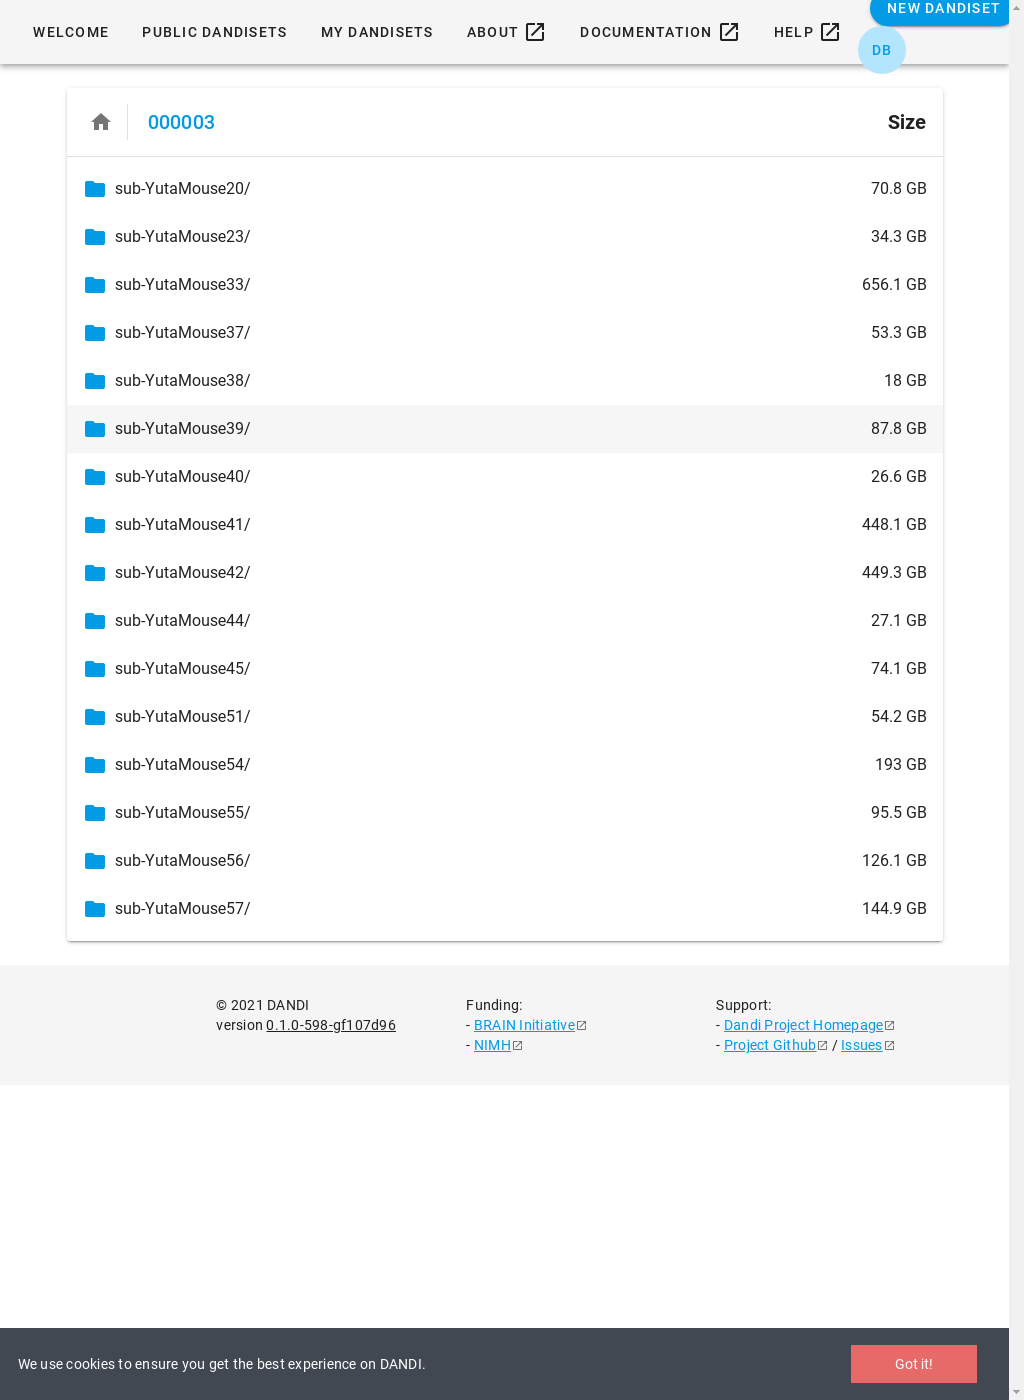 WELCOME PUBLIC DANDISETS MY DANDISETS ABOUT DOCUMENTATION HELP NEW DANDISET
DB
000003 Size
sub-YutaMouse20/ 70.8 GB
sub-YutaMouse23/ 34.3 GB
sub-YutaMouse33/ 656.1 GB
sub-YutaMouse37/ 53.3 GB
sub-YutaMouse38/ 18 GB
sub-YutaMouse39/ 87.8 GB
sub-YutaMouse40/ 26.6 GB
sub-YutaMouse41/ 448.1 GB
sub-YutaMouse42/ 449.3 GB
sub-YutaMouse44/ 27.1 GB
sub-YutaMouse45/ 74.1 GB
sub-YutaMouse51/ 54.2 GB
sub-YutaMouse54/ 193 GB
sub-YutaMouse55/ 95.5 GB
sub-YutaMouse56/ 126.1 GB
sub-YutaMouse57/ 144.9 GB
© 2021 DANDI
version 0.1.0-598-gf107d96
Funding:
- BRAIN Initiative
- NIMH
Support:
- Dandi Project Homepage
- Project Github / Issues
We use cookies to ensure you get the best experience on DANDI. Got it!